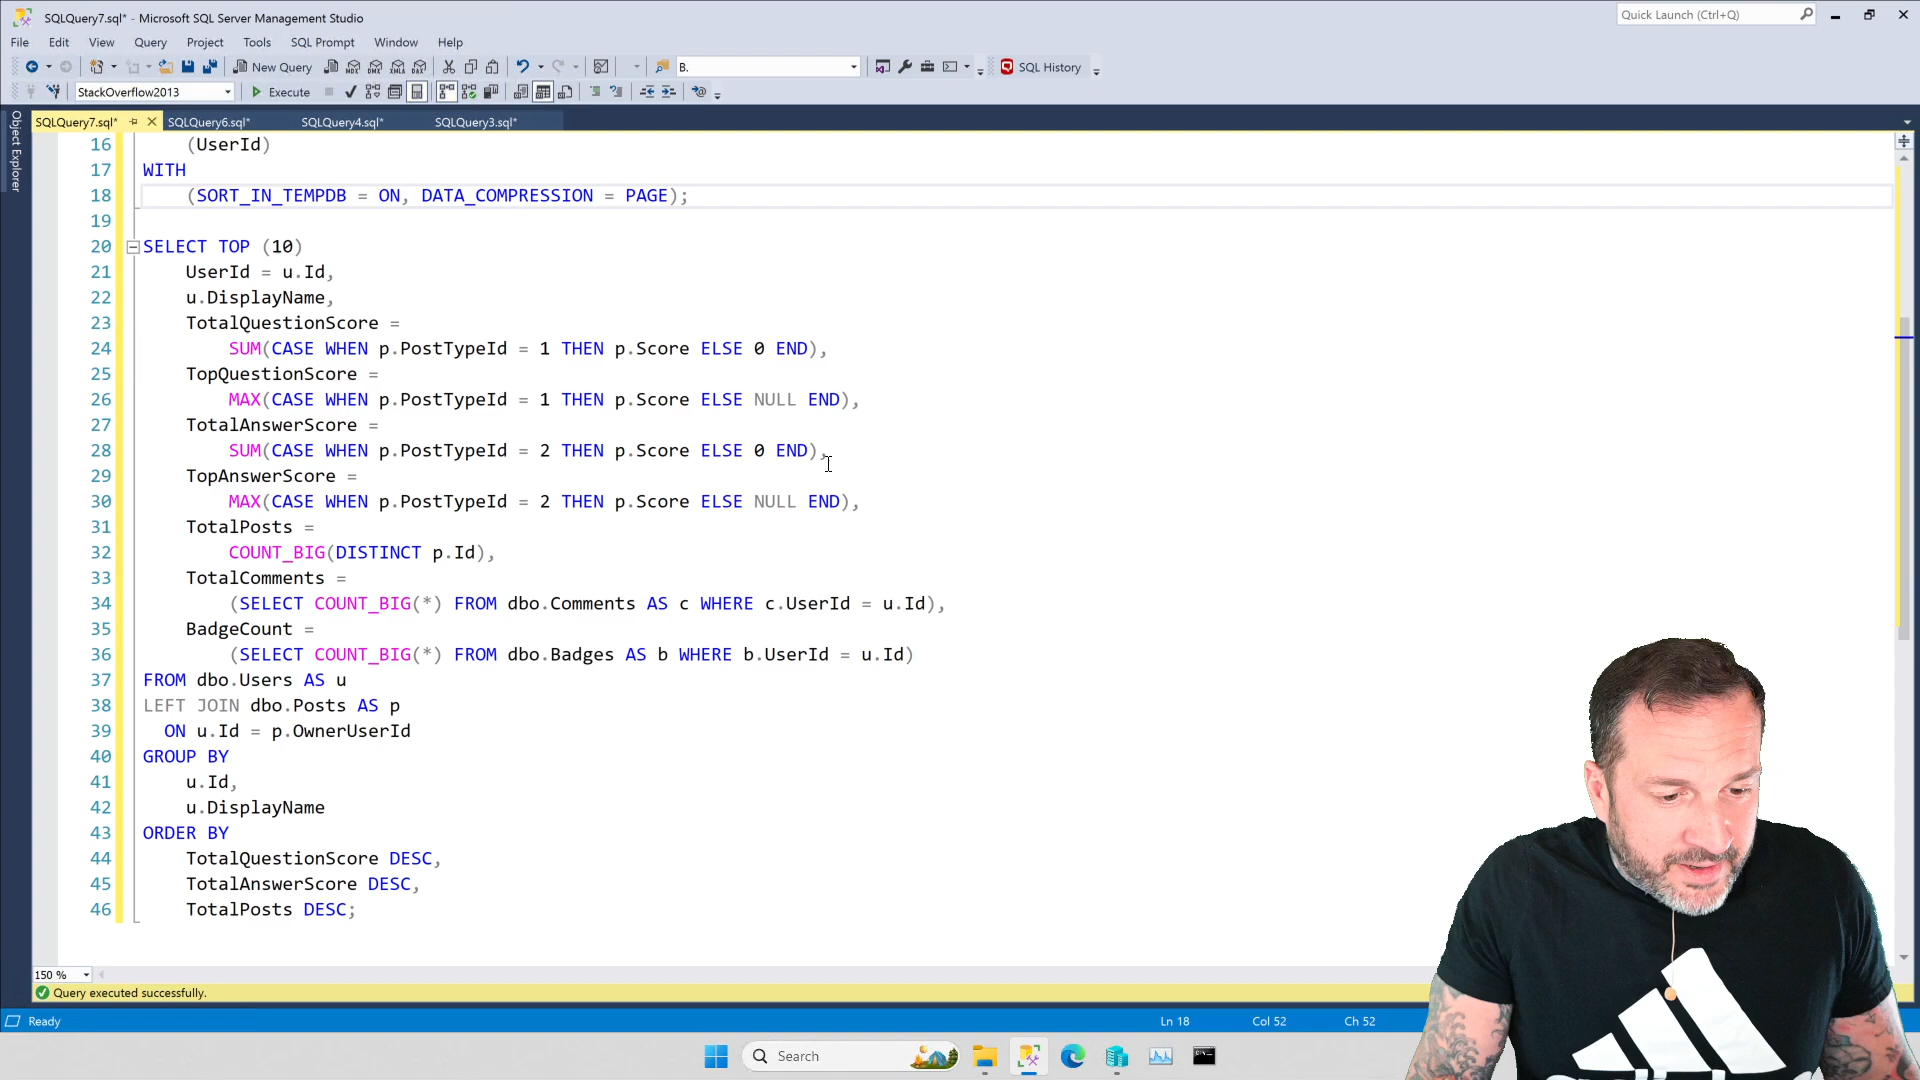 SQLQuery7.sql* - Microsoft SQL Server Management Studio
Quick Launch (Ctrl+Q)
File Edit View Query Project Tools SQL Prompt Window Help
New Query
B.
SQL History
StackOverflow2013
Execute
Object Explorer
SQLQuery7.sql* SQLQuery6.sql* SQLQuery4.sql* SQLQuery3.sql*
16 (UserId)
17 WITH
18 (SORT_IN_TEMPDB = ON, DATA_COMPRESSION = PAGE);
19
20 SELECT TOP (10)
21 UserId = u.Id,
22 u.DisplayName,
23 TotalQuestionScore =
24 SUM(CASE WHEN p.PostTypeId = 1 THEN p.Score ELSE 0 END),
25 TopQuestionScore =
26 MAX(CASE WHEN p.PostTypeId = 1 THEN p.Score ELSE NULL END),
27 TotalAnswerScore =
28 SUM(CASE WHEN p.PostTypeId = 2 THEN p.Score ELSE 0 END),
29 TopAnswerScore =
30 MAX(CASE WHEN p.PostTypeId = 2 THEN p.Score ELSE NULL END),
31 TotalPosts =
32 COUNT_BIG(DISTINCT p.Id),
33 TotalComments =
34 (SELECT COUNT_BIG(*) FROM dbo.Comments AS c WHERE c.UserId = u.Id),
35 BadgeCount =
36 (SELECT COUNT_BIG(*) FROM dbo.Badges AS b WHERE b.UserId = u.Id)
37 FROM dbo.Users AS u
38 LEFT JOIN dbo.Posts AS p
39 ON u.Id = p.OwnerUserId
40 GROUP BY
41 u.Id,
42 u.DisplayName
43 ORDER BY
44 TotalQuestionScore DESC,
45 TotalAnswerScore DESC,
46 TotalPosts DESC;
150 %
Query executed successfully.
Ready
Ln 18
Col 52
Ch 52
Search